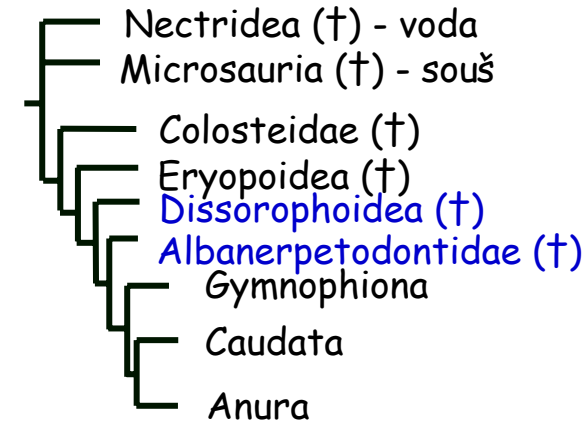 Nectridea (†) - voda
Microsauria (†) - souš
Colosteidae (†)
Eryopoidea (†)
Dissorophoidea (†)
Albanerpetodontidae (†)
Gymnophiona
Caudata
Anura